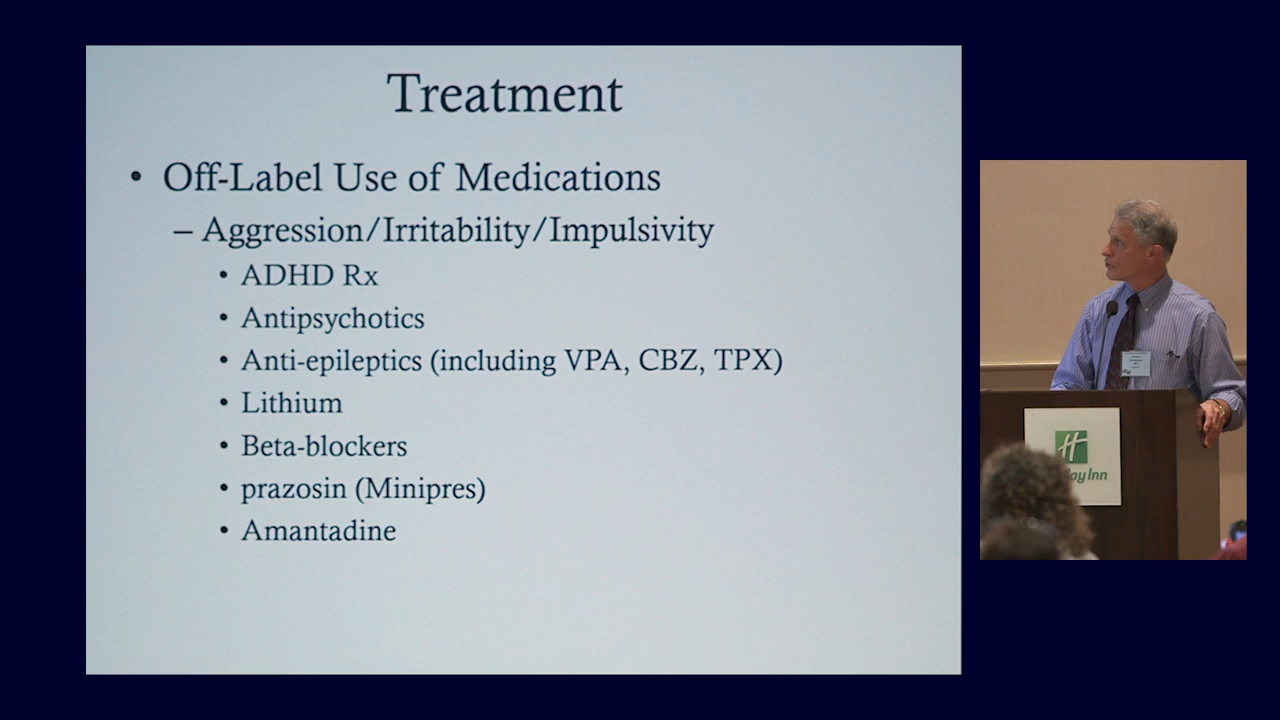 Treatment
• Off-Label Use of Medications
– Aggression/Irritability/Impulsivity
• ADHD Rx
• Antipsychotics
• Anti-epileptics (including VPA, CBZ, TPX)
• Lithium
• Beta-blockers
• prazosin (Minipres)
• Amantadine
Inn